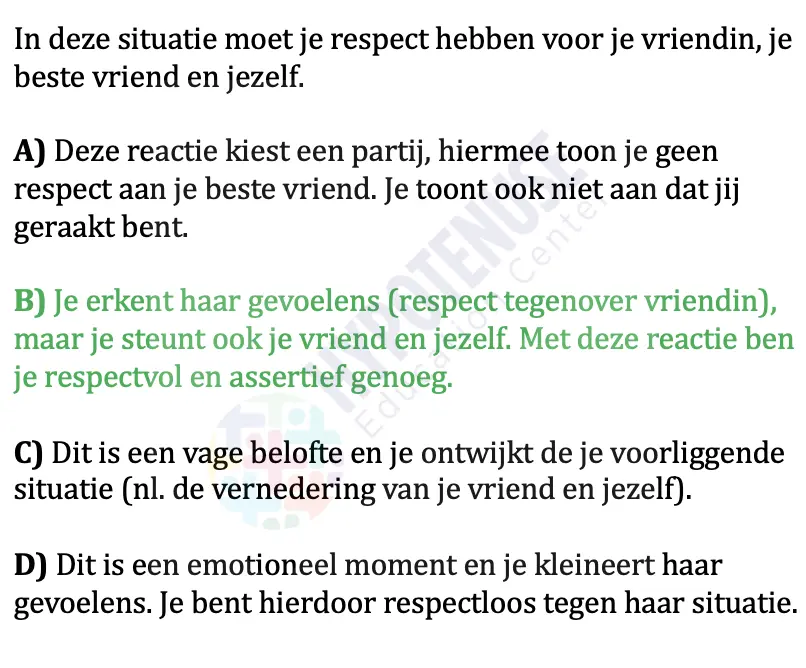 In deze situatie moet je respect hebben voor je vriendin, je
beste vriend en jezelf.
A) Deze reactie kiest een partij, hiermee toon je geen
respect aan je beste vriend. Je toont ook niet aan dat jij
geraakt bent.
B) Je erkent haar gevoelens (respect tegenover vriendin),
maar je steunt ook je vriend en jezelf. Met deze reactie ben
je respectvol en assertief genoeg.
C) Dit is een vage belofte en je ontwijkt de je voorliggende
situatie (nl. de vernedering van je vriend en jezelf).
D) Dit is een emotioneel moment en je kleineert haar
gevoelens. Je bent hierdoor respectloos tegen haar situatie.
HYPOTENUSE
Education Center